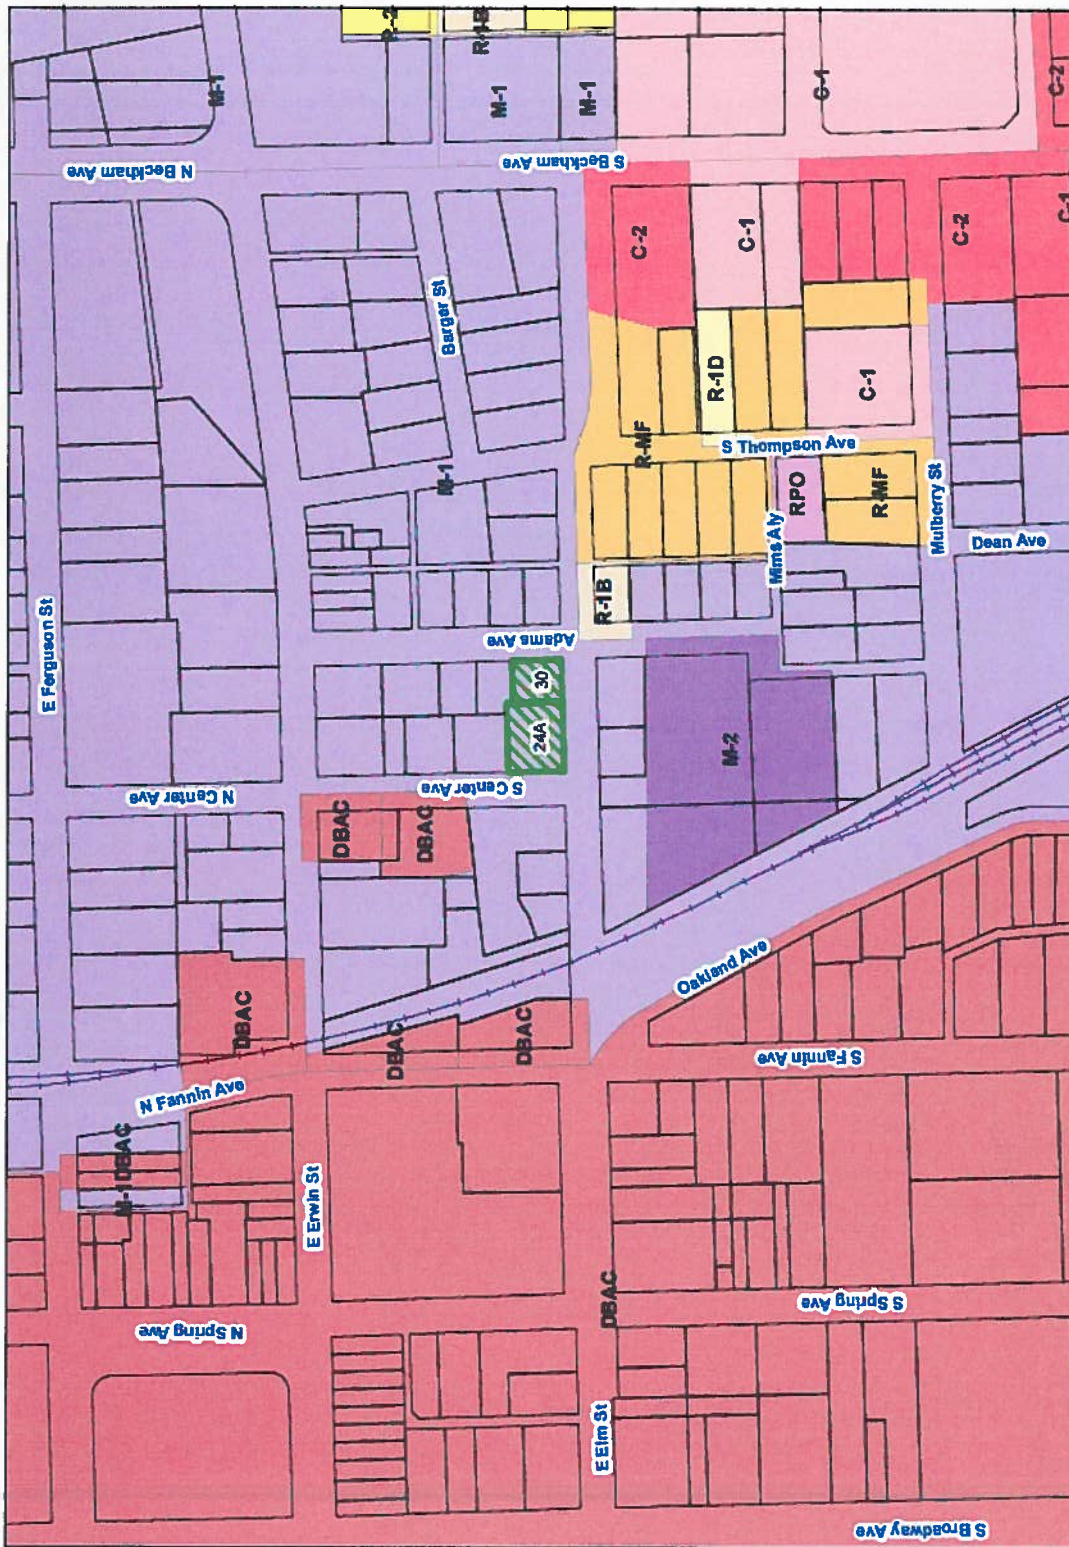 R-2
R-1B
M-1
M-1
M-1
C-1
C-2
N Beckham Ave
S Beckham Ave
C-2
C-1
C-2
C-1
Barger St
R-1D
C-1
R-MF
S Thompson Ave
M-1
RPO
R-MF
Mulberry St
Mims Aly
Dean Ave
E Ferguson St
R-1B
Adams Ave
30
24A
M-2
N Center Ave
S Center Ave
DBAC
DBAC
Oakland Ave
DBAC
DBAC
DBAC
S Fannin Ave
N Fannin Ave
M-1
DBAC
E Erwin St
N Spring Ave
S Spring Ave
DBAC
E Elm St
S Broadway Ave